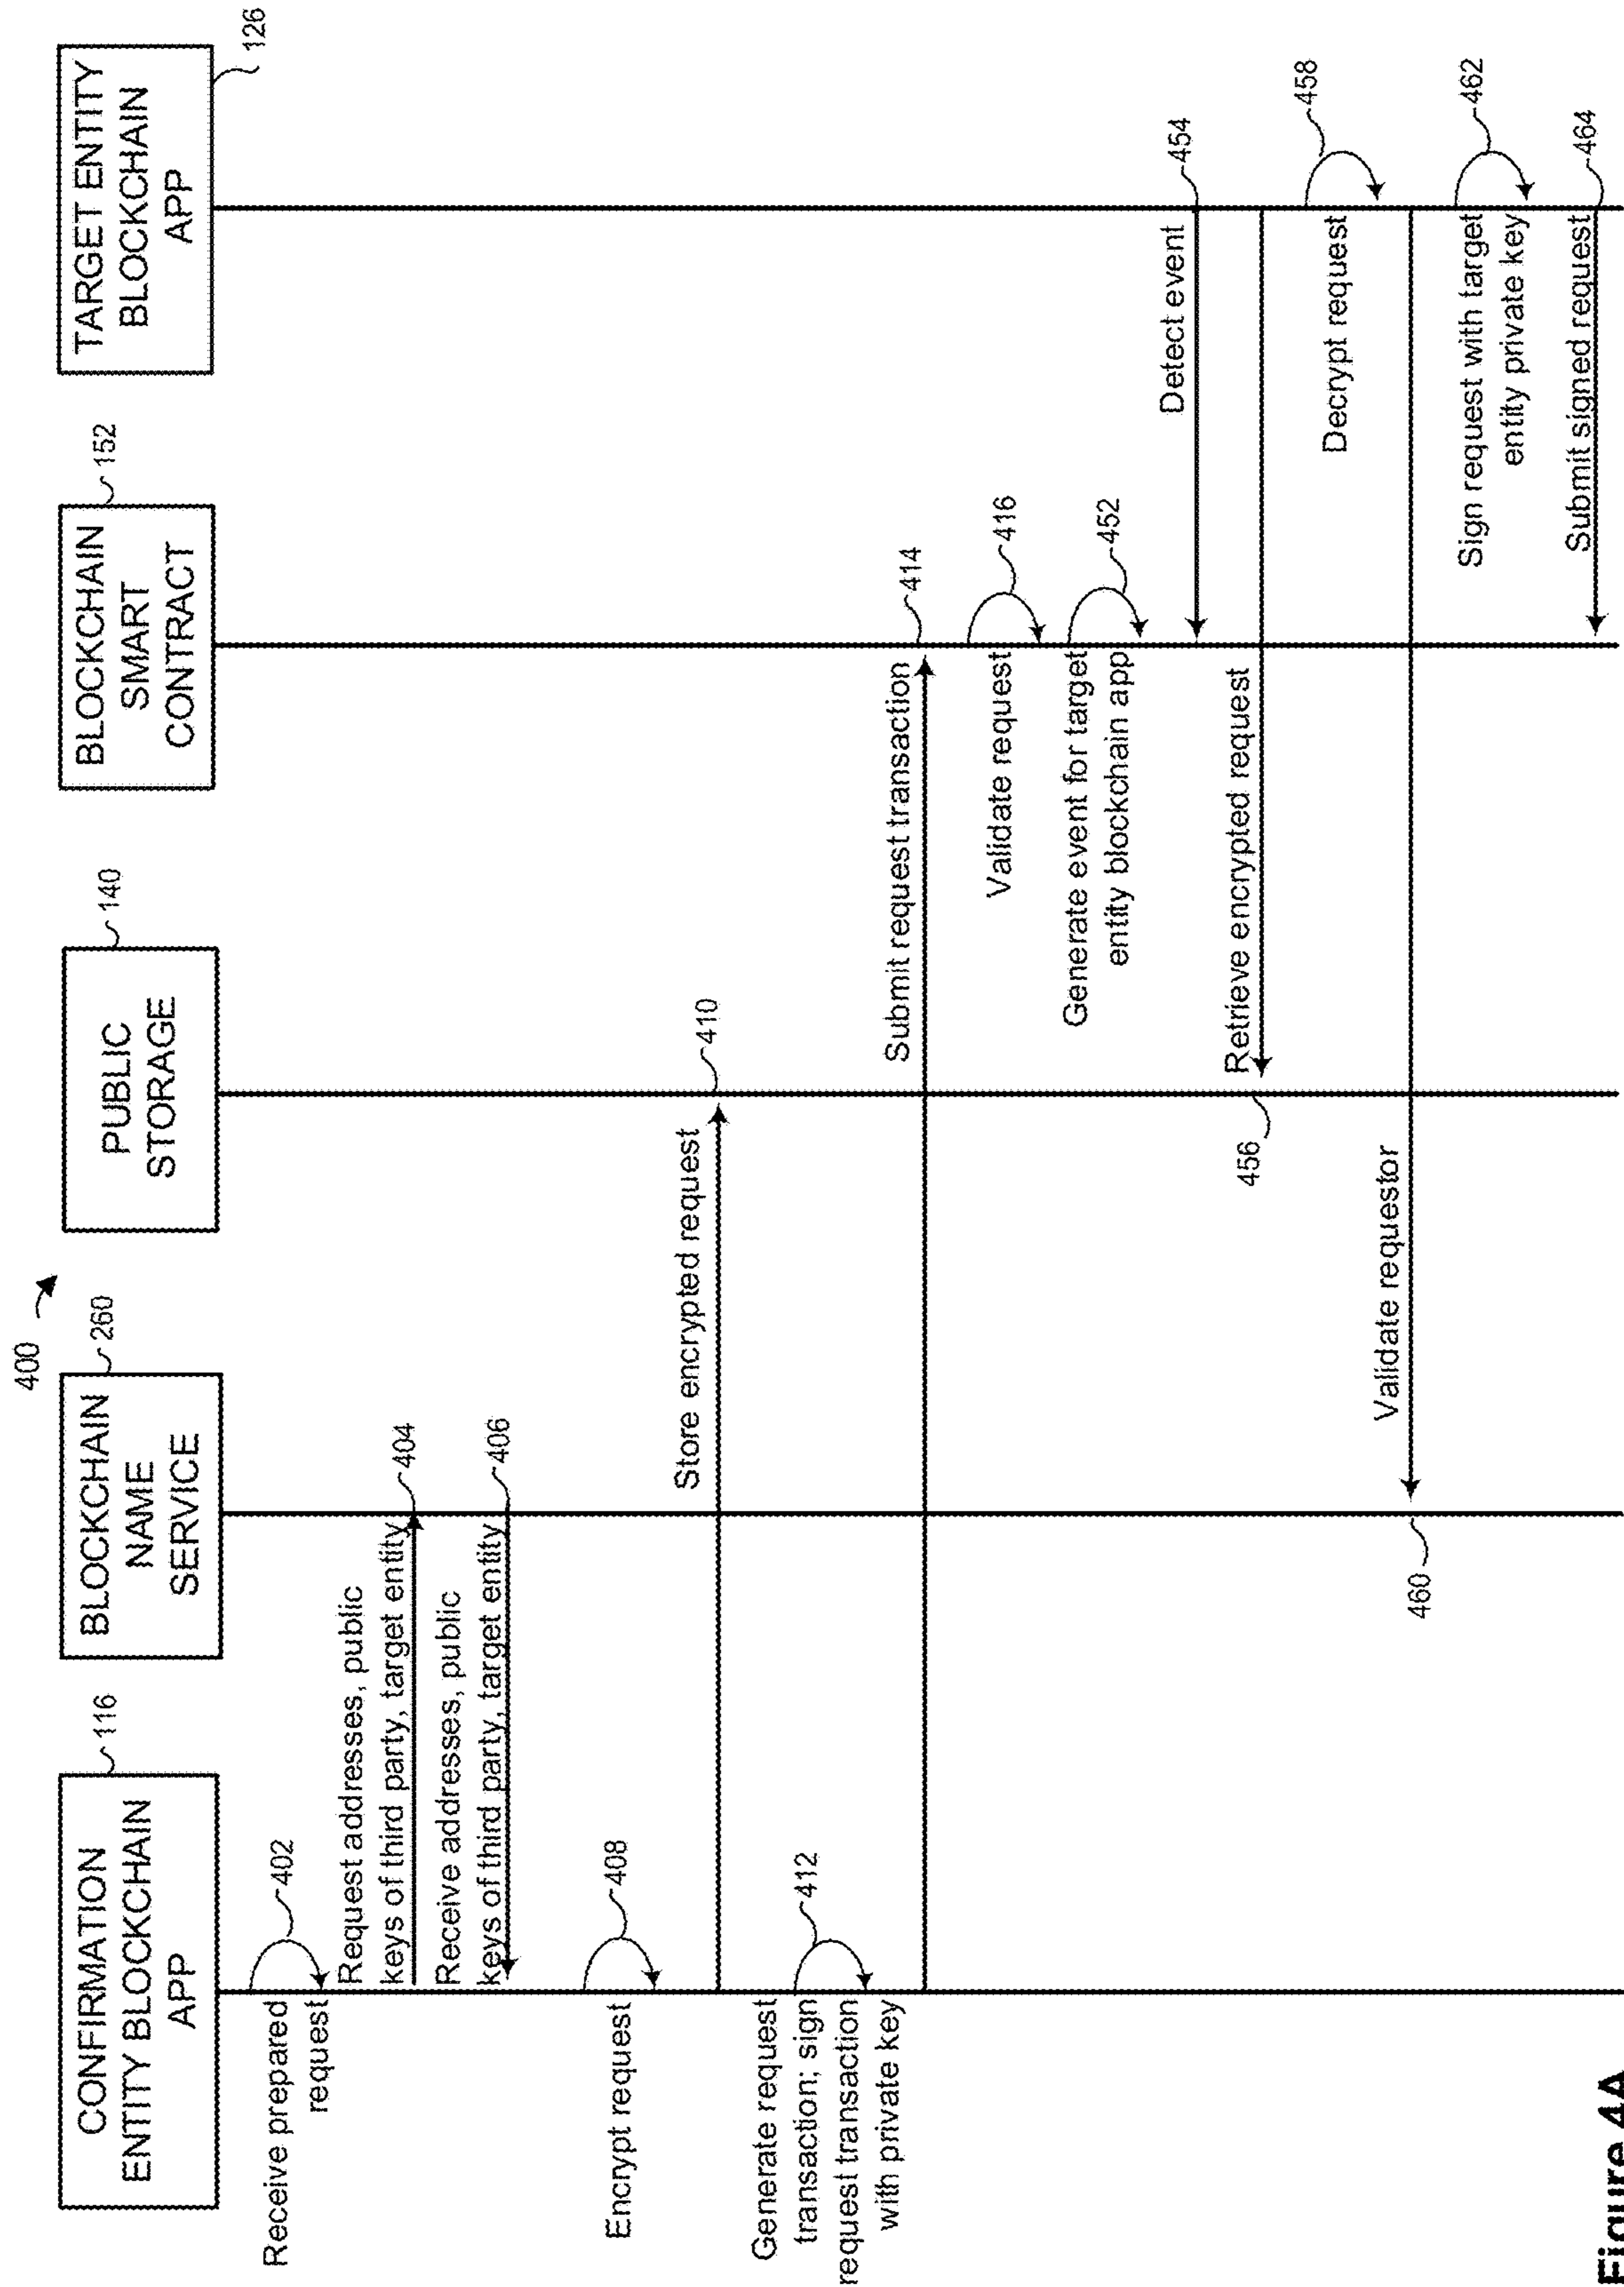 400
CONFIRMATION
ENTITY BLOCKCHAIN
APP
116
BLOCKCHAIN
NAME
SERVICE
260
PUBLIC
STORAGE
140
BLOCKCHAIN
SMART
CONTRACT
152
TARGET ENTITY
BLOCKCHAIN
APP
126
Receive prepared
request
402
Request addresses, public
keys of third party, target entity
404
Receive addresses, public
keys of third party, target entity
406
Encrypt request
408
Store encrypted request
410
Generate request
transaction; sign
request transaction
with private key
412
Submit request transaction
414
Validate request
416
Generate event for target
entity blockchain app
452
Detect event
454
Retrieve encrypted request
456
Decrypt request
458
Validate requestor
460
Sign request with target
entity private key
462
Submit signed request
464
Figure 4A